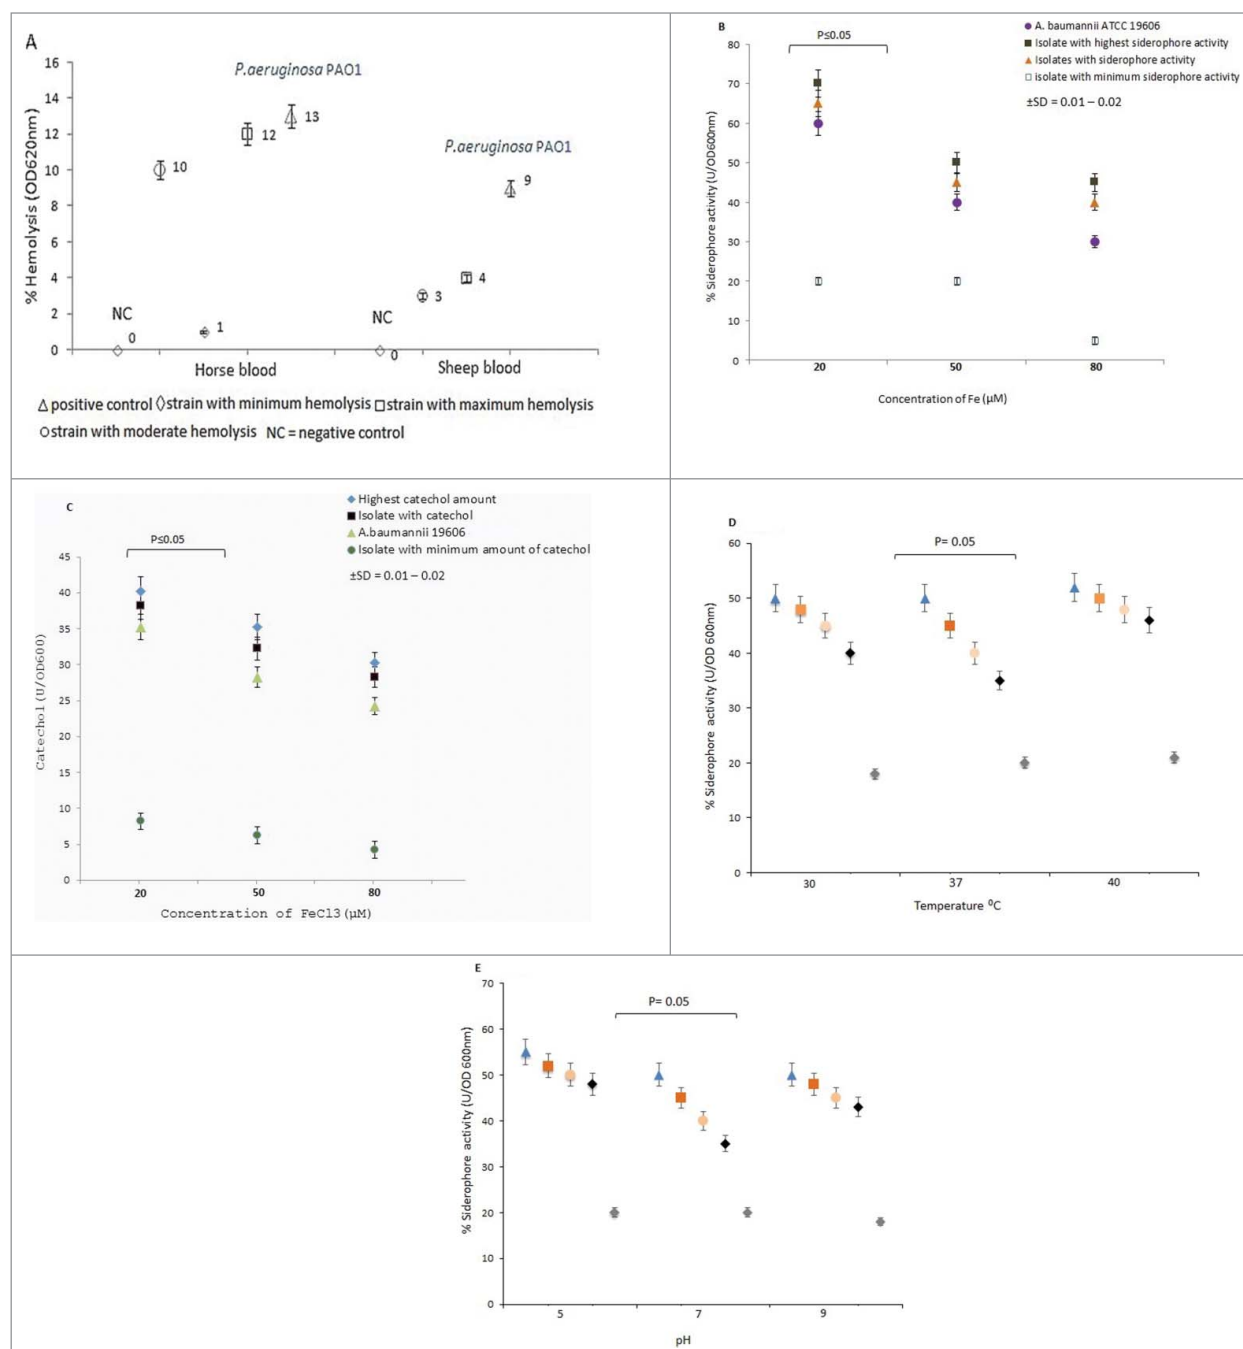 A
P.aeruginosa PAO1
P.aeruginosa PAO1
% Hemolysis (OD620nm)
16
14
12
10
8
6
4
2
0
NC
0
10
1
12
13
NC
0
3
4
9
Horse blood
Sheep blood
△ positive control ◇strain with minimum hemolysis □ strain with maximum hemolysis
○strain with moderate hemolysis NC = negative control
B
P≤0.05
A. baumannii ATCC 19606
Isolate with highest siderophore activity
Isolates with siderophore activity
isolate with minimum siderophore activity
±SD = 0.01 – 0.02
% Siderophore activity (U/OD600nm)
80
70
60
50
40
30
20
10
0
20
50
80
Concentration of Fe (µM)
C
P≤0.05
Highest catechol amount
Isolate with catechol
A.baumannii 19606
Isolate with minimum amount of catechol
±SD = 0.01 – 0.02
Catechol (U/OD600)
45
40
35
30
25
20
15
10
5
0
20
50
80
Concentration of FeCl3 (µM)
D
P= 0.05
% Siderophore activity (U/OD 600nm)
60
50
40
30
20
10
0
30
37
40
Temperature ⁰C
E
P= 0.05
% Siderophore activity (U/OD 600nm)
70
60
50
40
30
20
10
0
5
7
9
pH